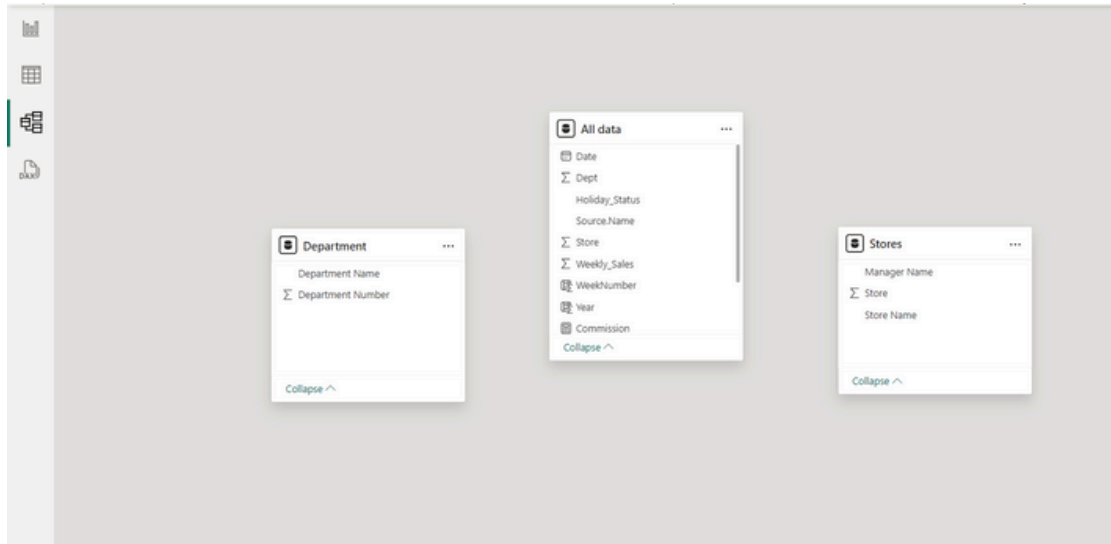 DAX
All data
Date
Dept
Holiday_Status
Source.Name
Store
Weekly_Sales
WeekNumber
Year
Commission
Collapse
Department
Department Name
Department Number
Collapse
Stores
Manager Name
Store
Store Name
Collapse